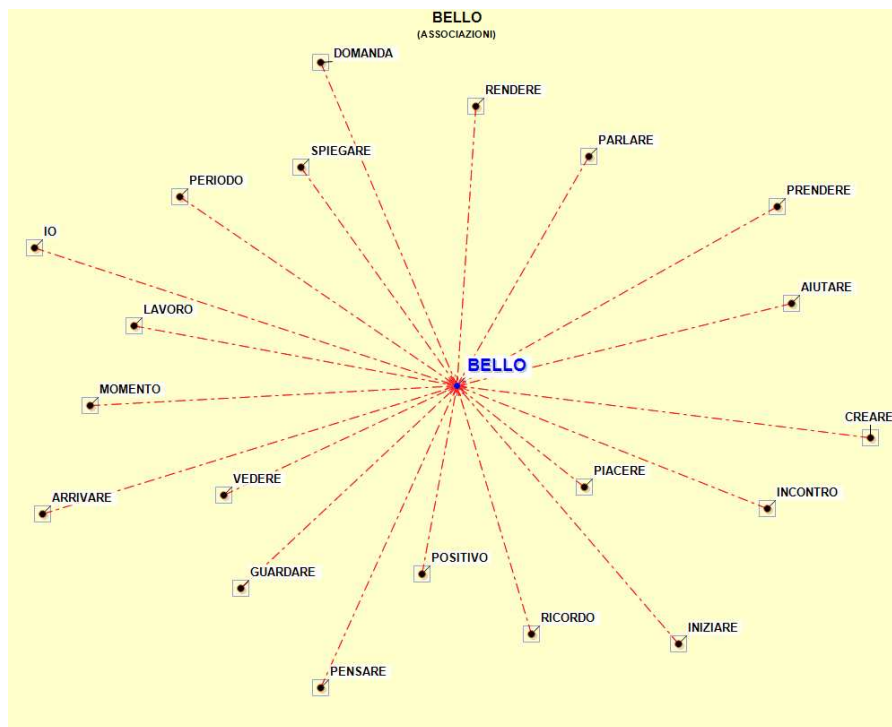 BELLO
(ASSOCIAZIONI)
DOMANDA
RENDERE
SPIEGARE
PARLARE
PERIODO
PRENDERE
IO
AIUTARE
LAVORO
BELLO
MOMENTO
CREARE
VEDERE
PIACERE
ARRIVARE
INCONTRO
GUARDARE
POSITIVO
RICORDO
INIZIARE
PENSARE